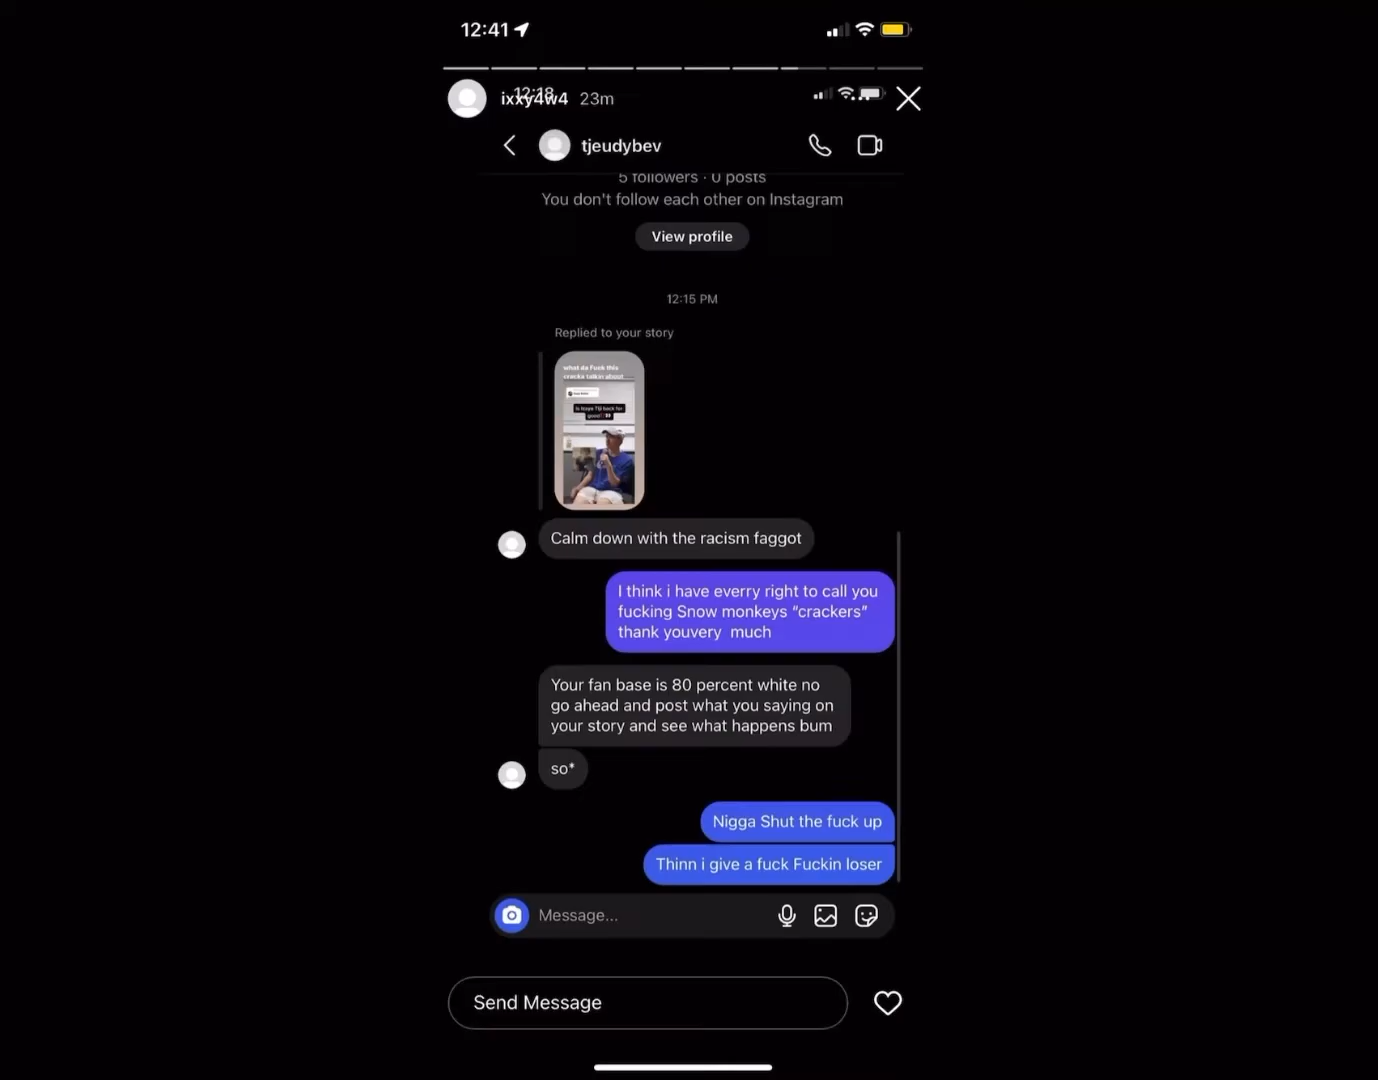 12:41
12:18
ixxy4w4 23m
tjeudybev
5 followers · 0 posts
You don't follow each other on Instagram
View profile
12:15 PM
Replied to your story
what da Fuck this
cracka talkin about
good
Calm down with the racism faggot
I think i have everry right to call you
fucking Snow monkeys “crackers”
thank youvery much
Your fan base is 80 percent white no
go ahead and post what you saying on
your story and see what happens bum
so*
Nigga Shut the fuck up
Thinn i give a fuck Fuckin loser
Message...
Send Message